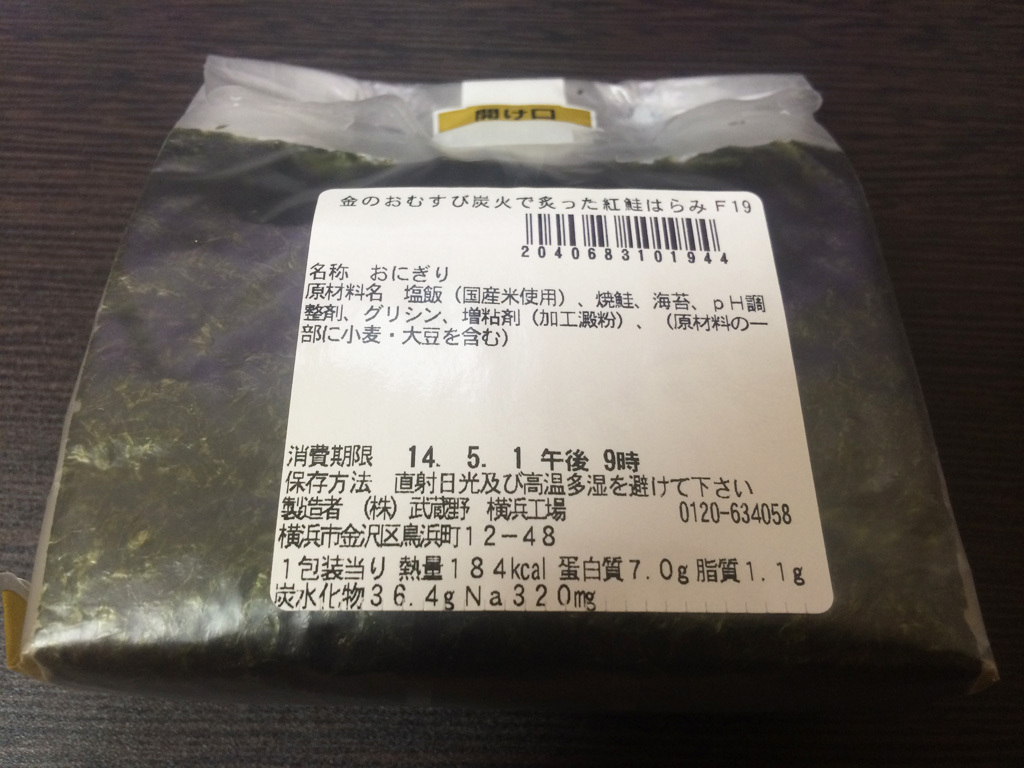 開け口
金のおむすび炭火で炙った紅鮭はらみF19
2040683101944
名称 おにぎり
原材料名 塩飯(国産米使用)、焼鮭、海苔、pH調
整剤、グリシン、増粘剤(加工澱粉)、(原材料の一
部に小麦・大豆を含む)
消費期限 14. 5. 1 午後 9時
保存方法 直射日光及び高温多湿を避けて下さい
製造者 (株)武蔵野 横浜工場 0120-634058
横浜市金沢区鳥浜町12-48
1包装当り 熱量184kcal 蛋白質7.0g 脂質1.1g
炭水化物36.4g Na320mg